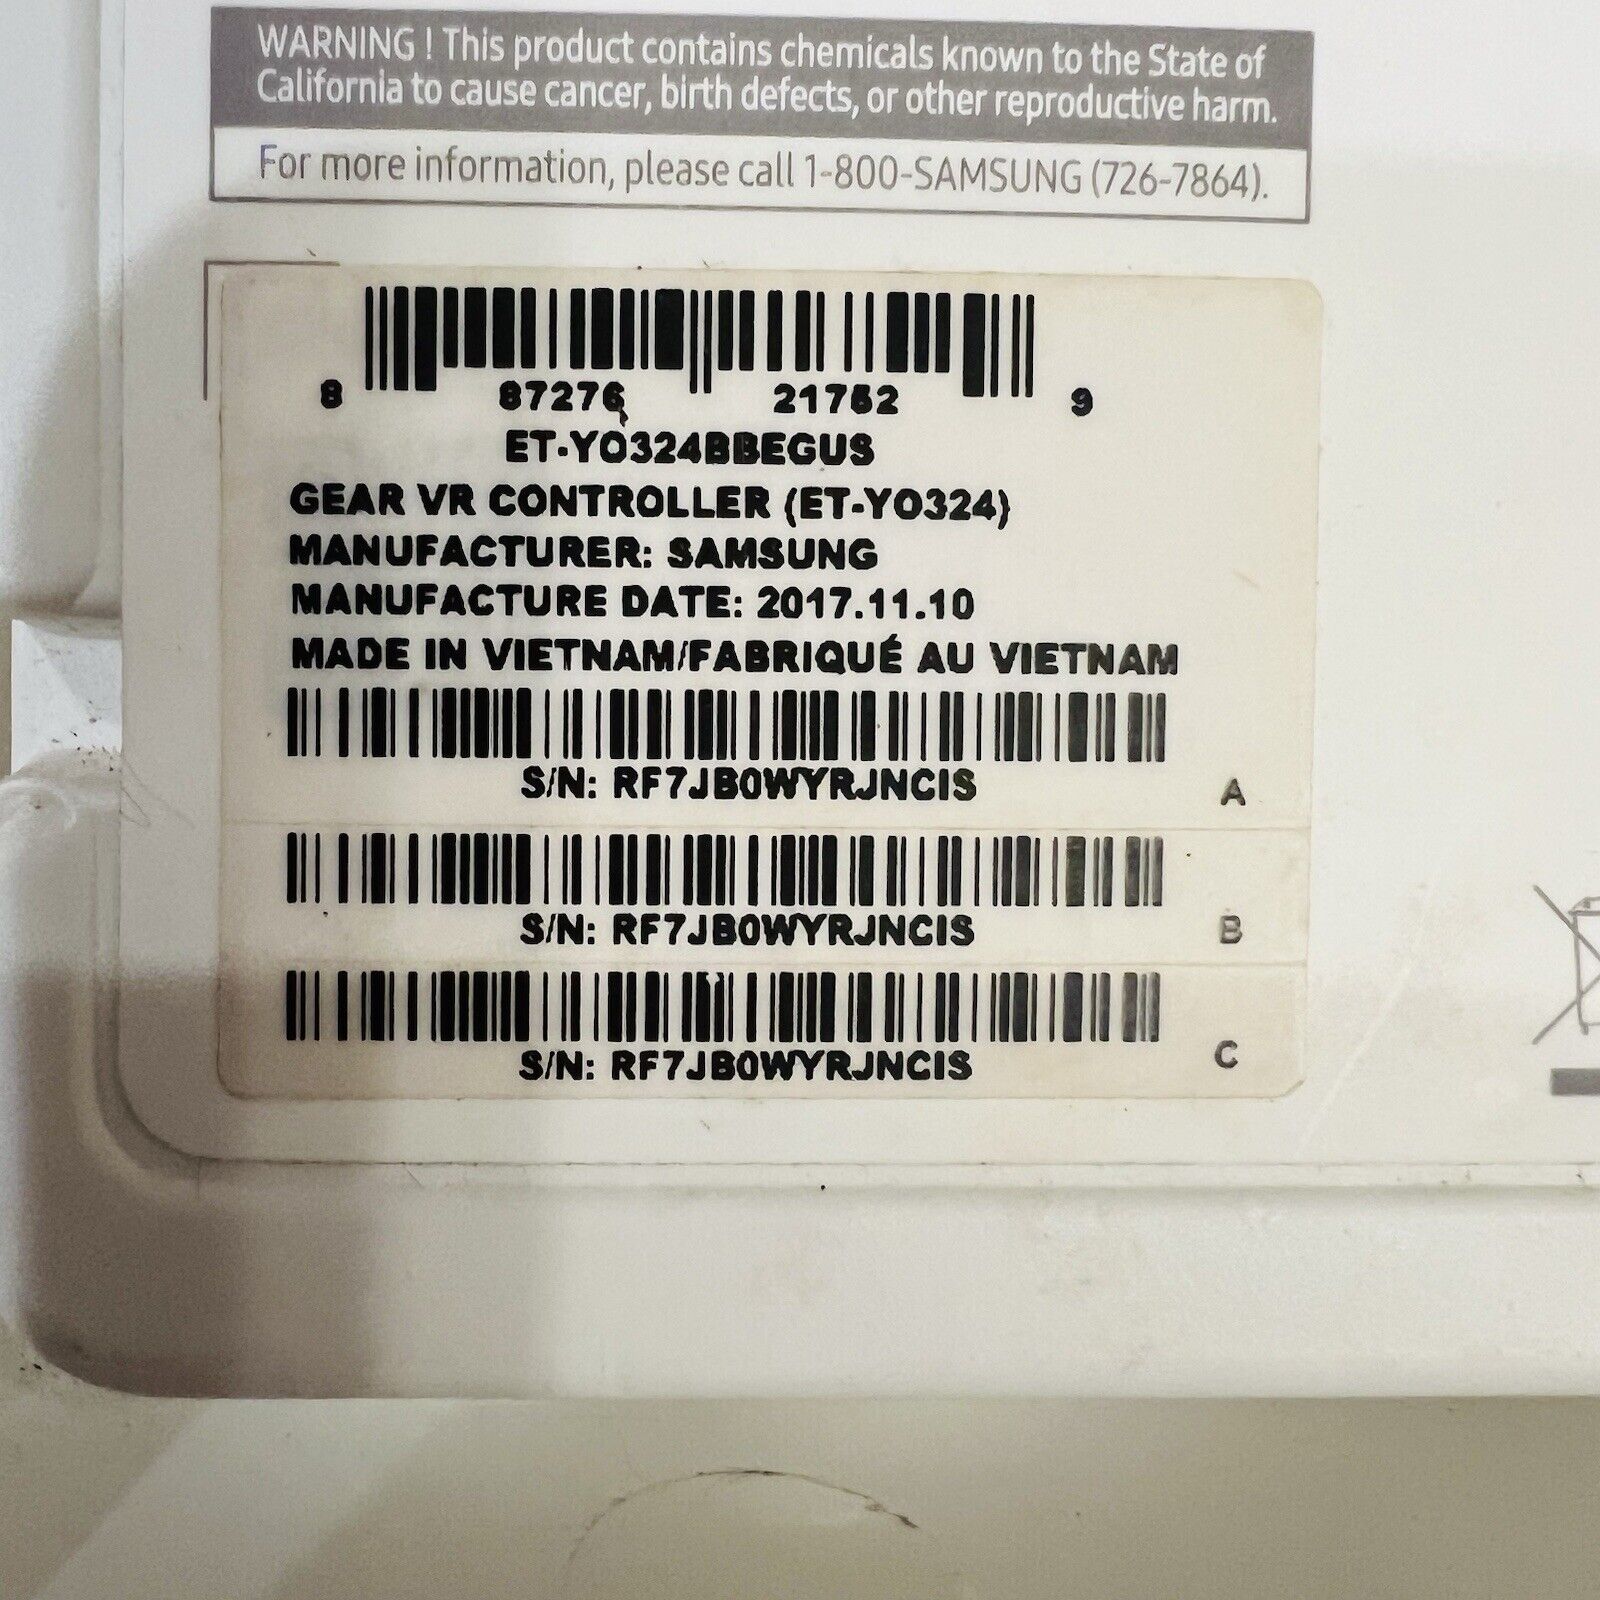 WARNING ! This product contains chemicals known to the State of
California to cause cancer, birth defects, or other reproductive harm.
For more information, please call 1-800-SAMSUNG (726-7864).
8 87276 21752 9
ET-YO324BBEGUS
GEAR VR CONTROLLER (ET-YO324)
MANUFACTURER: SAMSUNG
MANUFACTURE DATE: 2017.11.10
MADE IN VIETNAM/FABRIQUÉ AU VIETNAM
S/N: RF7JB0WYRJNCIS
A
S/N: RF7JB0WYRJNCIS
B
S/N: RF7JB0WYRJNCIS
C